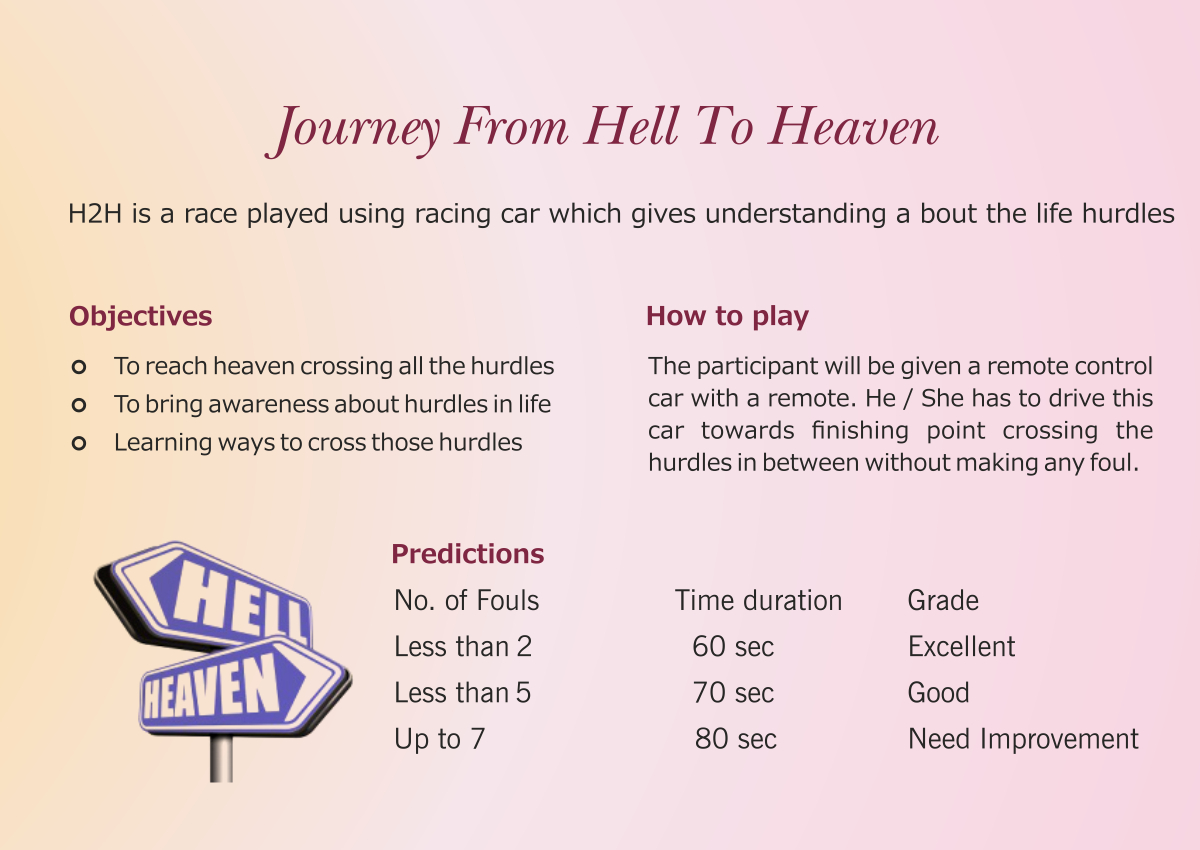 Journey From Hell To Heaven
H2H is a race played using racing car which gives understanding a bout the life hurdles
Objectives
To reach heaven crossing all the hurdles
To bring awareness about hurdles in life
Learning ways to cross those hurdles
How to play
The participant will be given a remote control
car with a remote. He / She has to drive this
car towards finishing point crossing the
hurdles in between without making any foul.
HELL
HEAVEN
Predictions
No. of Fouls Time duration Grade
Less than 2 60 sec Excellent
Less than 5 70 sec Good
Up to 7 80 sec Need Improvement